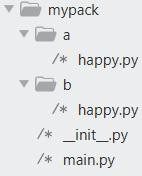 mypack
a
/* happy.py
b
/* happy.py
/* __init__.py
/* main.py